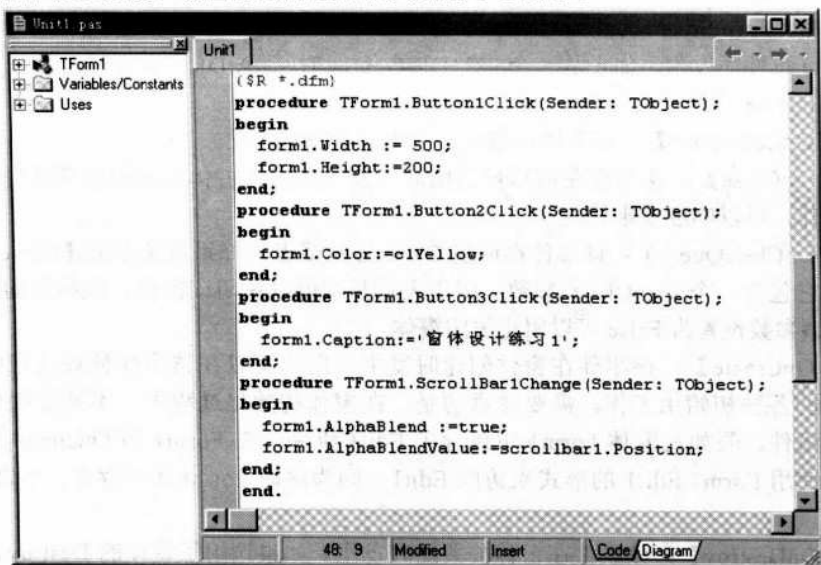 Unit1.pas
TForm1
Variables/Constants
Uses
Unit1
{$R *.dfm}
procedure TForm1.Button1Click(Sender: TObject);
begin
form1.Width := 500;
form1.Height:=200;
end;
procedure TForm1.Button2Click(Sender: TObject);
begin
form1.Color:=clYellow;
end;
procedure TForm1.Button3Click(Sender: TObject);
begin
form1.Caption:='窗体设计练习1';
end;
procedure TForm1.ScrollBar1Change(Sender: TObject);
begin
form1.AlphaBlend :=true;
form1.AlphaBlendValue:=scrollbar1.Position;
end;
end.
48: 9 Modified Insert Code Diagram